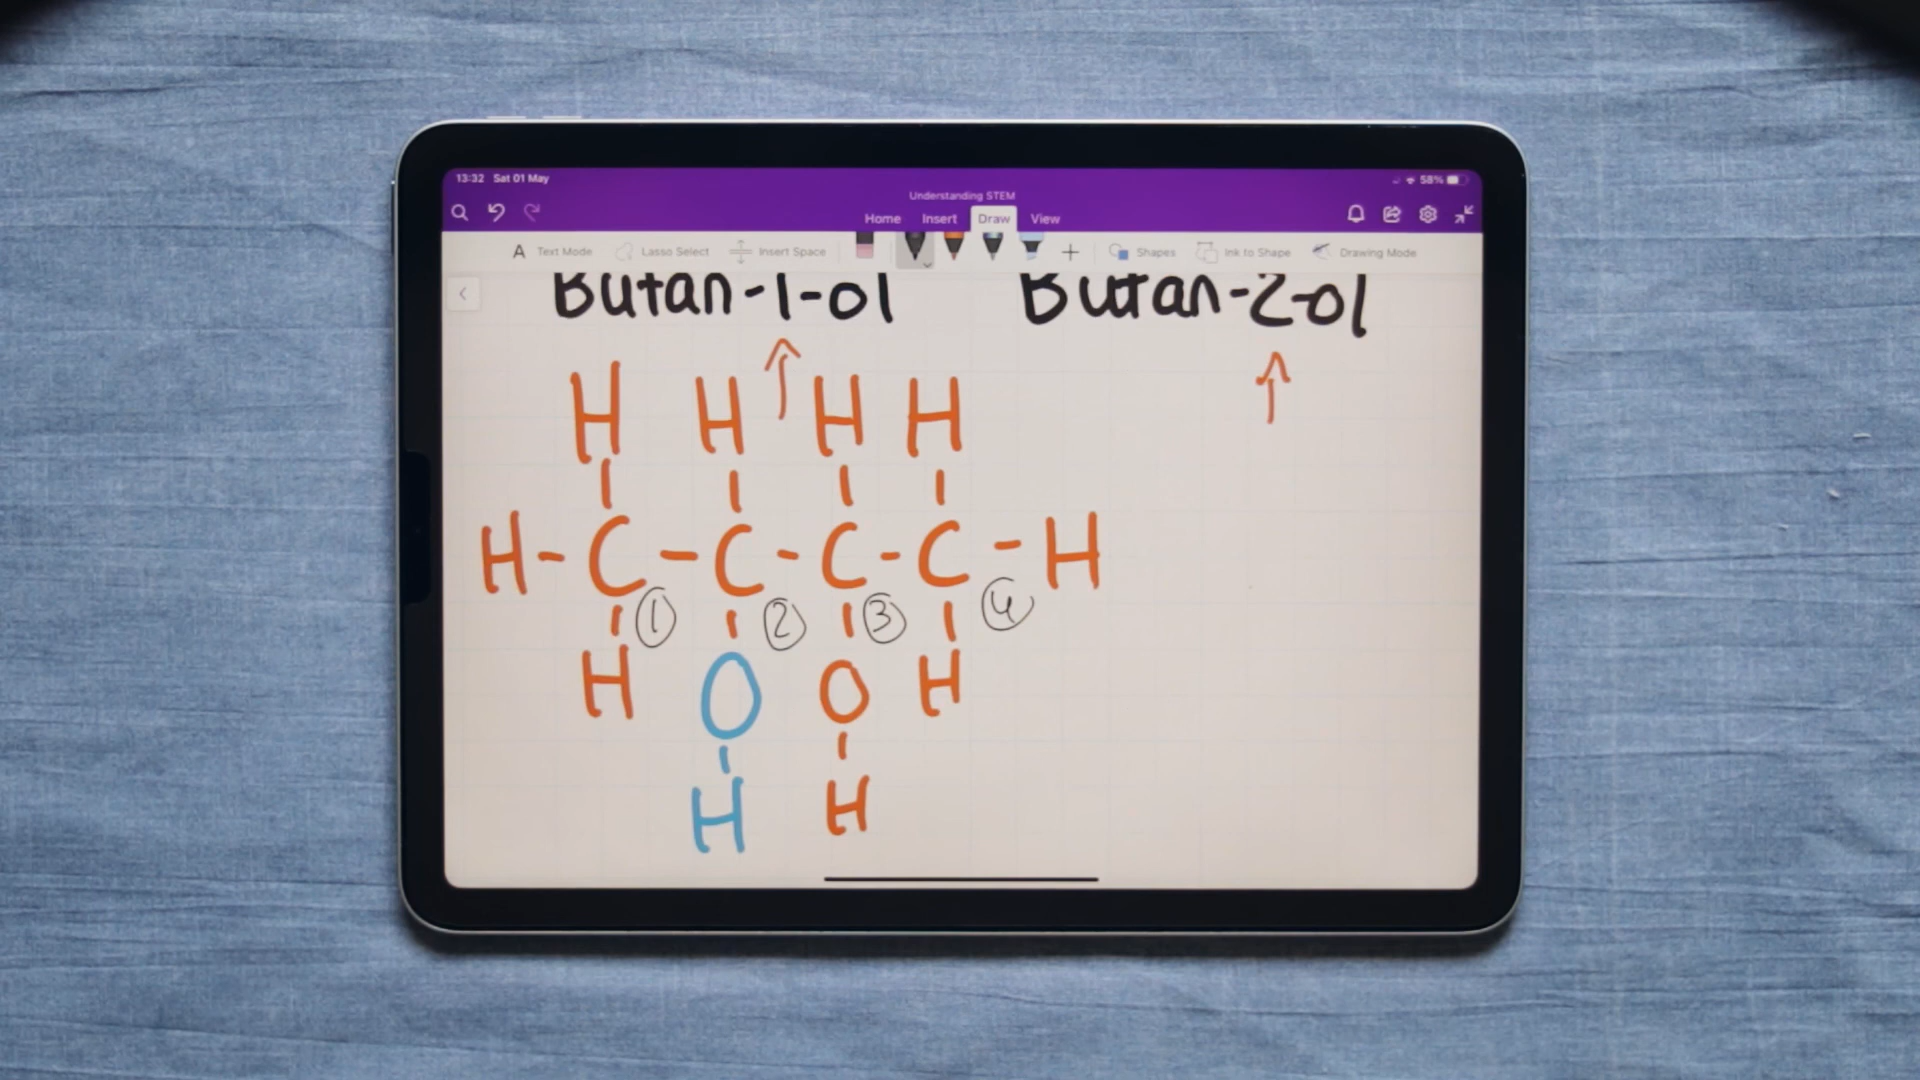 13:32 Sat 01 May
58%
Understanding STEM
Home Insert Draw View
Text Mode Lasso Select Insert Space Shapes Ink to Shape Drawing Mode
Butan-1-ol Butan-2-ol
H H H H
H-C-C-C-C-H
1 2 3 4
H O O H
H H